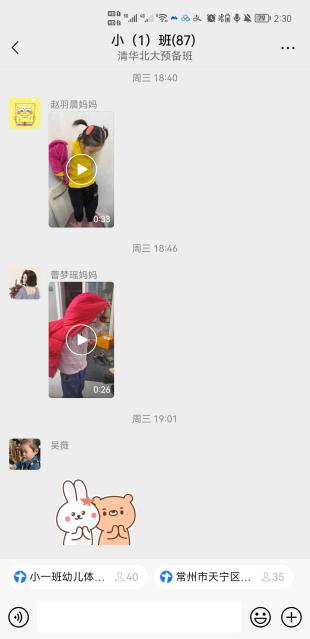 2:30
小（1）班(87)
清华北大预备班
周三 18:40
赵羽晨妈妈
0:33
周三 18:46
曹梦瑶妈妈
0:26
周三 19:01
吴薇
小一班幼儿体... 40
常州市天宁区... 35